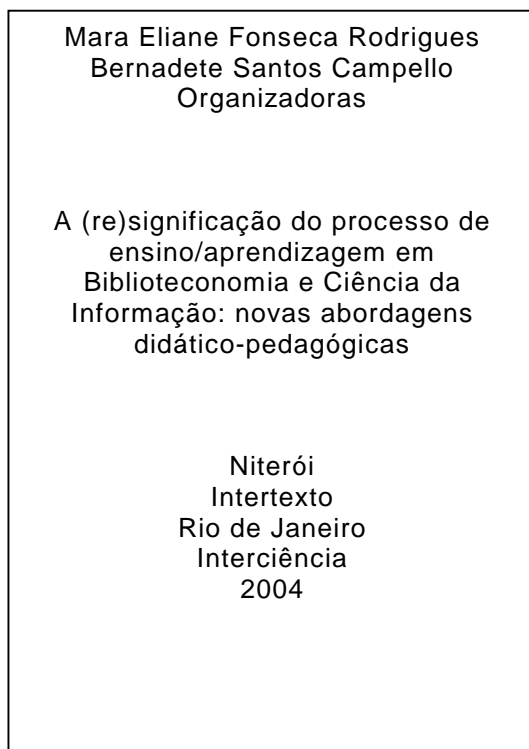 Mara Eliane Fonseca Rodrigues
Bernadete Santos Campello
Organizadoras
A (re)significação do processo de
ensino/aprendizagem em
Biblioteconomia e Ciência da
Informação: novas abordagens
didático-pedagógicas
Niterói
Intertexto
Rio de Janeiro
Interciência
2004